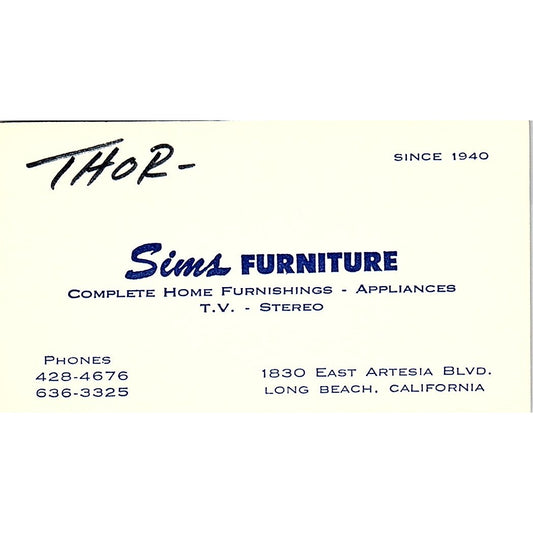 THOR-
SINCE 1940
Sims FURNITURE
COMPLETE HOME FURNISHINGS - APPLIANCES
T.V. - STEREO
PHONES
428-4676
636-3325
1830 EAST ARTESIA BLVD.
LONG BEACH, CALIFORNIA